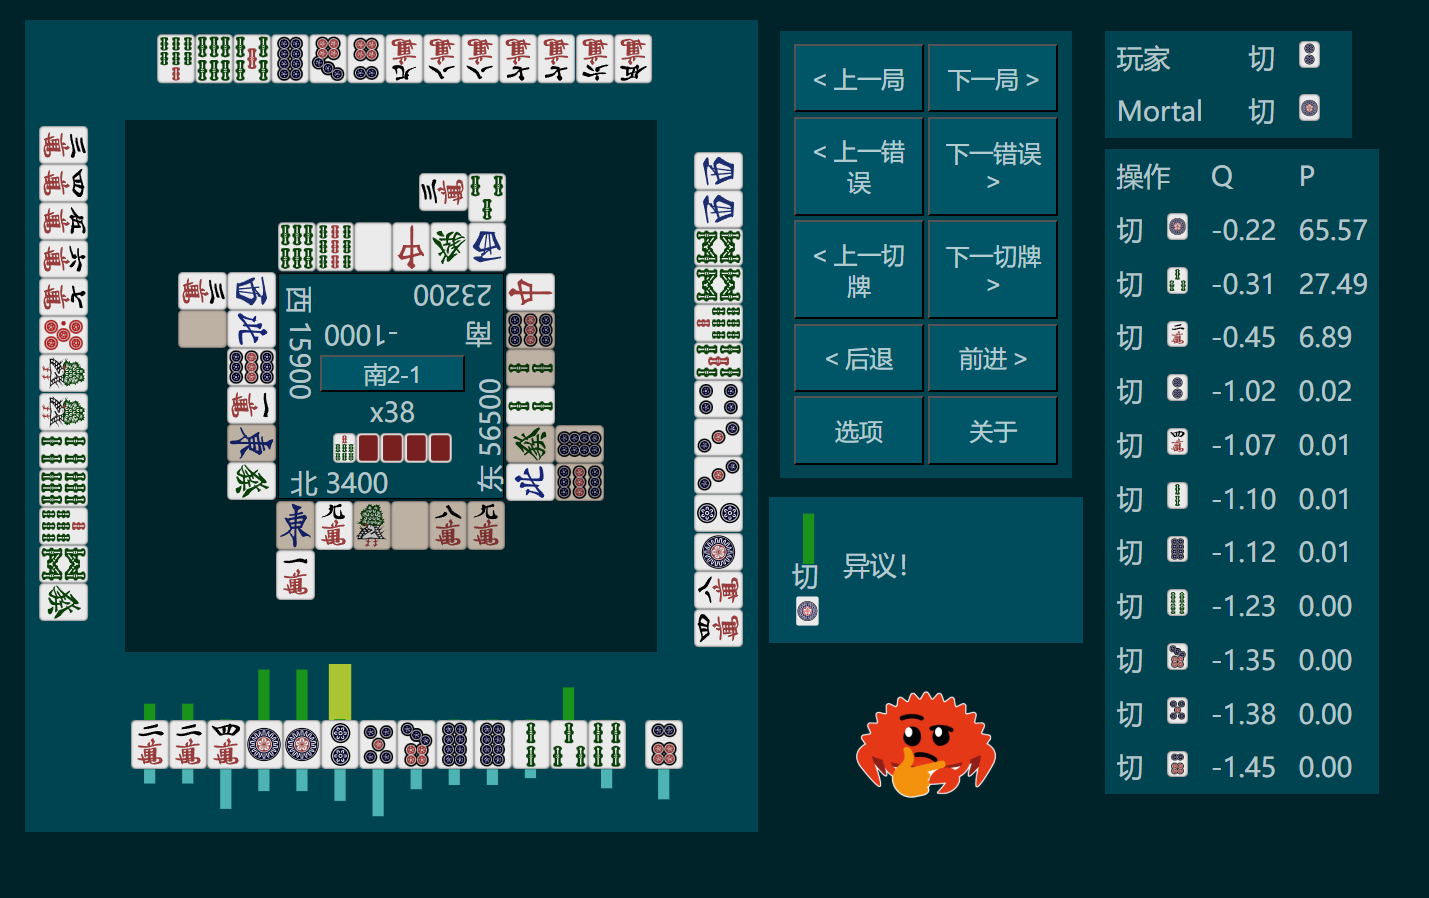 < 上一局
下一局 >
< 上一错误
下一错误 >
< 上一切牌
下一切牌 >
< 后退
前进 >
选项
关于
玩家 切
Mortal 切
操作 Q P
切 -0.22 65.57
切 -0.31 27.49
切 -0.45 6.89
切 -1.02 0.02
切 -1.07 0.01
切 -1.10 0.01
切 -1.12 0.01
切 -1.23 0.00
切 -1.35 0.00
切 -1.38 0.00
切 -1.45 0.00
切
异议!
西 15900
南 23200
-1000
南2-1
x38
东 56500
北 3400